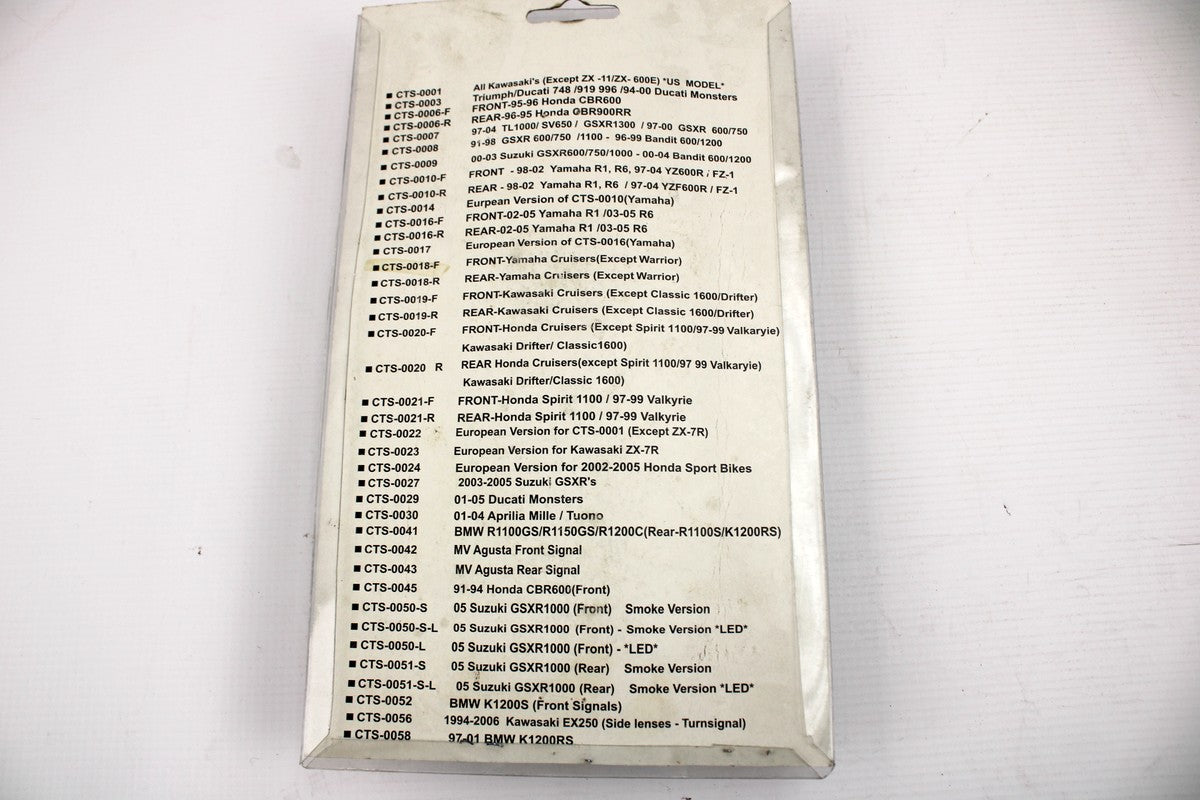 ■ CTS-0001 All Kawasaki's (Except ZX -11/ZX- 600E) *US MODEL*
■ CTS-0003 Triumph/Ducati 748 /919 996 /94-00 Ducati Monsters
■ CTS-0006-F FRONT-95-96 Honda CBR600
■ CTS-0006-R REAR-96-95 Honda CBR900RR
■ CTS-0007 97-04 TL1000/ SV650 / GSXR1300 / 97-00 GSXR 600/750
■ CTS-0008 91-98 GSXR 600/750 /1100 - 96-99 Bandit 600/1200
■ CTS-0009 00-03 Suzuki GSXR600/750/1000 - 00-04 Bandit 600/1200
■ CTS-0010-F FRONT - 98-02 Yamaha R1, R6, 97-04 YZ600R / FZ-1
■ CTS-0010-R REAR - 98-02 Yamaha R1, R6 / 97-04 YZF600R / FZ-1
■ CTS-0014 Eurpean Version of CTS-0010(Yamaha)
■ CTS-0016-F FRONT-02-05 Yamaha R1 /03-05 R6
■ CTS-0016-R REAR-02-05 Yamaha R1 /03-05 R6
■ CTS-0017 European Version of CTS-0016(Yamaha)
■ CTS-0018-F FRONT-Yamaha Cruisers(Except Warrior)
■ CTS-0018-R REAR-Yamaha Cruisers (Except Warrior)
■ CTS-0019-F FRONT-Kawasaki Cruisers (Except Classic 1600/Drifter)
■ CTS-0019-R REAR-Kawasaki Cruisers (Except Classic 1600/Drifter)
■ CTS-0020-F FRONT-Honda Cruisers (Except Spirit 1100/97-99 Valkaryie)
Kawasaki Drifter/ Classic1600)
■ CTS-0020 R REAR Honda Cruisers(except Spirit 1100/97 99 Valkaryie)
Kawasaki Drifter/Classic 1600)
■ CTS-0021-F FRONT-Honda Spirit 1100 / 97-99 Valkyrie
■ CTS-0021-R REAR-Honda Spirit 1100 / 97-99 Valkyrie
■ CTS-0022 European Version for CTS-0001 (Except ZX-7R)
■ CTS-0023 European Version for Kawasaki ZX-7R
■ CTS-0024 European Version for 2002-2005 Honda Sport Bikes
■ CTS-0027 2003-2005 Suzuki GSXR's
■ CTS-0029 01-05 Ducati Monsters
■ CTS-0030 01-04 Aprilia Mille / Tuono
■ CTS-0041 BMW R1100GS/R1150GS/R1200C(Rear-R1100S/K1200RS)
■ CTS-0042 MV Agusta Front Signal
■ CTS-0043 MV Agusta Rear Signal
■ CTS-0045 91-94 Honda CBR600(Front)
■ CTS-0050-S 05 Suzuki GSXR1000 (Front) Smoke Version
■ CTS-0050-S-L 05 Suzuki GSXR1000 (Front) - Smoke Version *LED*
■ CTS-0050-L 05 Suzuki GSXR1000 (Front) - *LED*
■ CTS-0051-S 05 Suzuki GSXR1000 (Rear) Smoke Version
■ CTS-0051-S-L 05 Suzuki GSXR1000 (Rear) Smoke Version *LED*
■ CTS-0052 BMW K1200S (Front Signals)
■ CTS-0056 1994-2006 Kawasaki EX250 (Side lenses - Turnsignal)
■ CTS-0058 97-01 BMW K1200RS